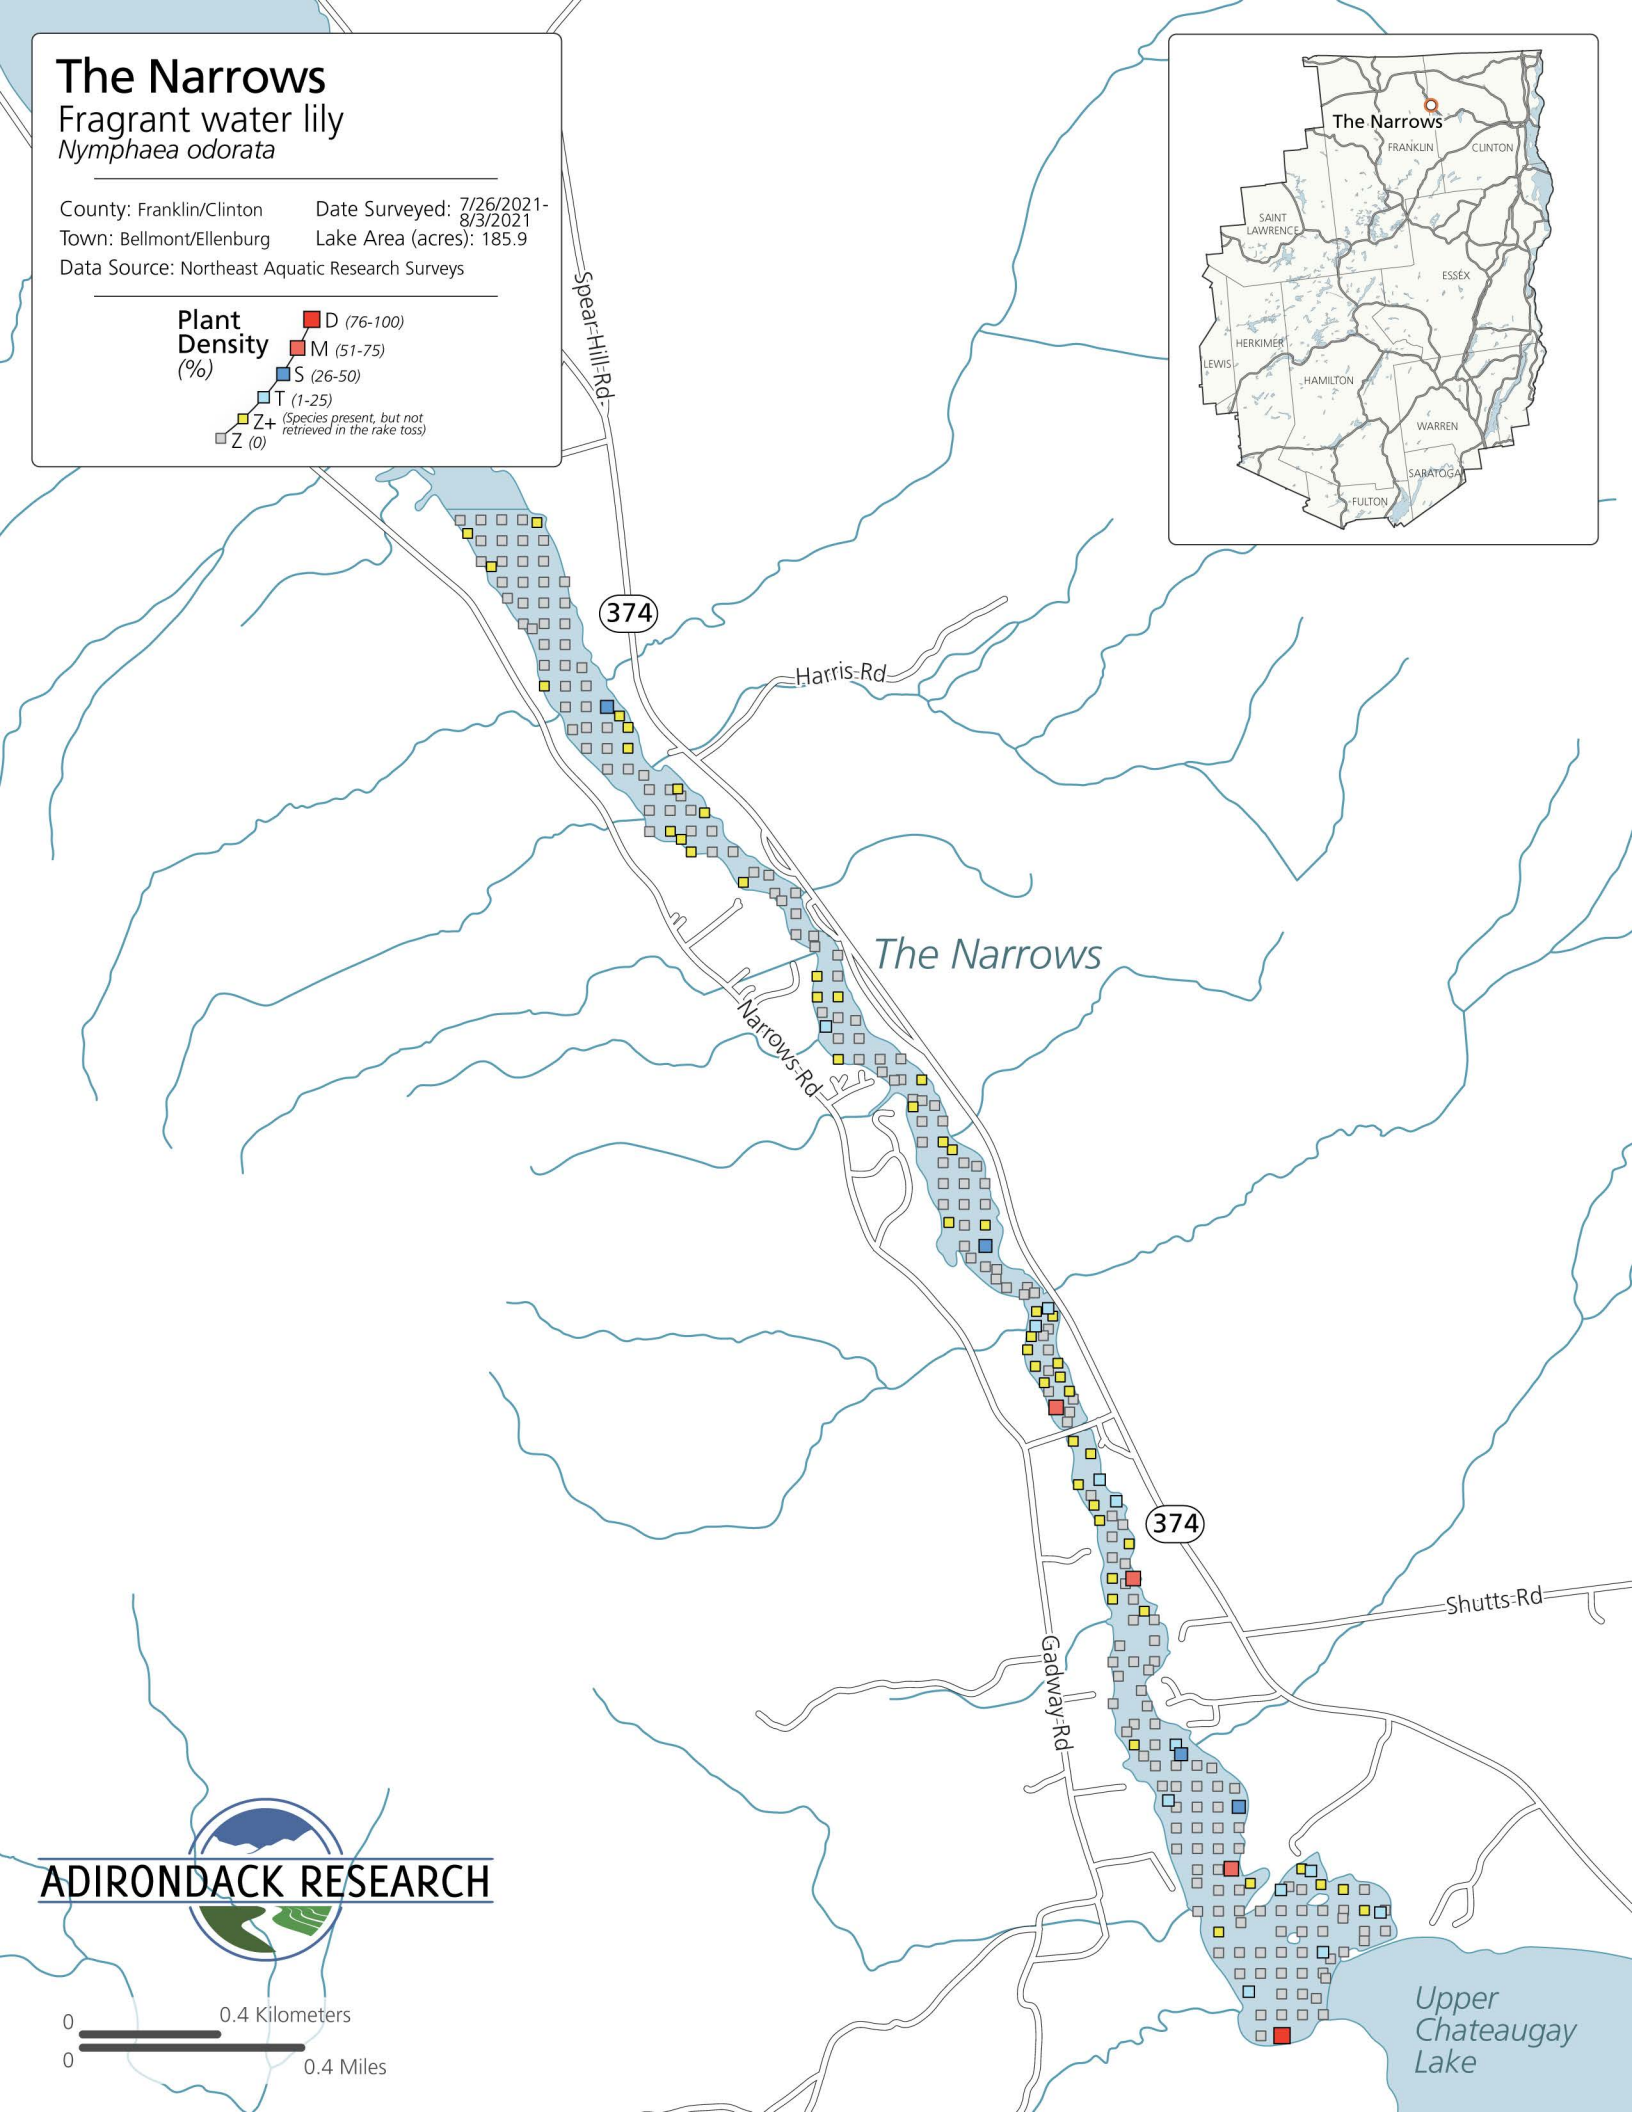 The Narrows
Fragrant water lily
Nymphaea odorata
County: Franklin/Clinton
Date Surveyed: 7/26/2021-
8/3/2021
Town: Bellmont/Ellenburg
Lake Area (acres): 185.9
Data Source: Northeast Aquatic Research Surveys
Plant
Density
(%)
D (76-100)
M (51-75)
S (26-50)
T (1-25)
Z+ (Species present, but not
retrieved in the rake toss)
Z (0)
The Narrows
FRANKLIN
CLINTON
SAINT
LAWRENCE
ESSEX
HERKIMER
LEWIS
HAMILTON
WARREN
SARATOGA
FULTON
Spear-Hill-Rd-
374
Harris-Rd
The Narrows
Narrows-Rd
374
Shutts-Rd
Gadway-Rd
ADIRONDACK RESEARCH
0
0.4 Kilometers
0
0.4 Miles
Upper
Chateaugay
Lake